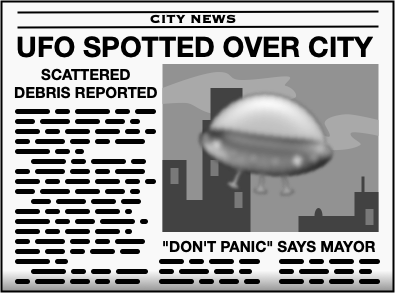 CITY NEWS
UFO SPOTTED OVER CITY
SCATTERED
DEBRIS REPORTED
"DON'T PANIC" SAYS MAYOR